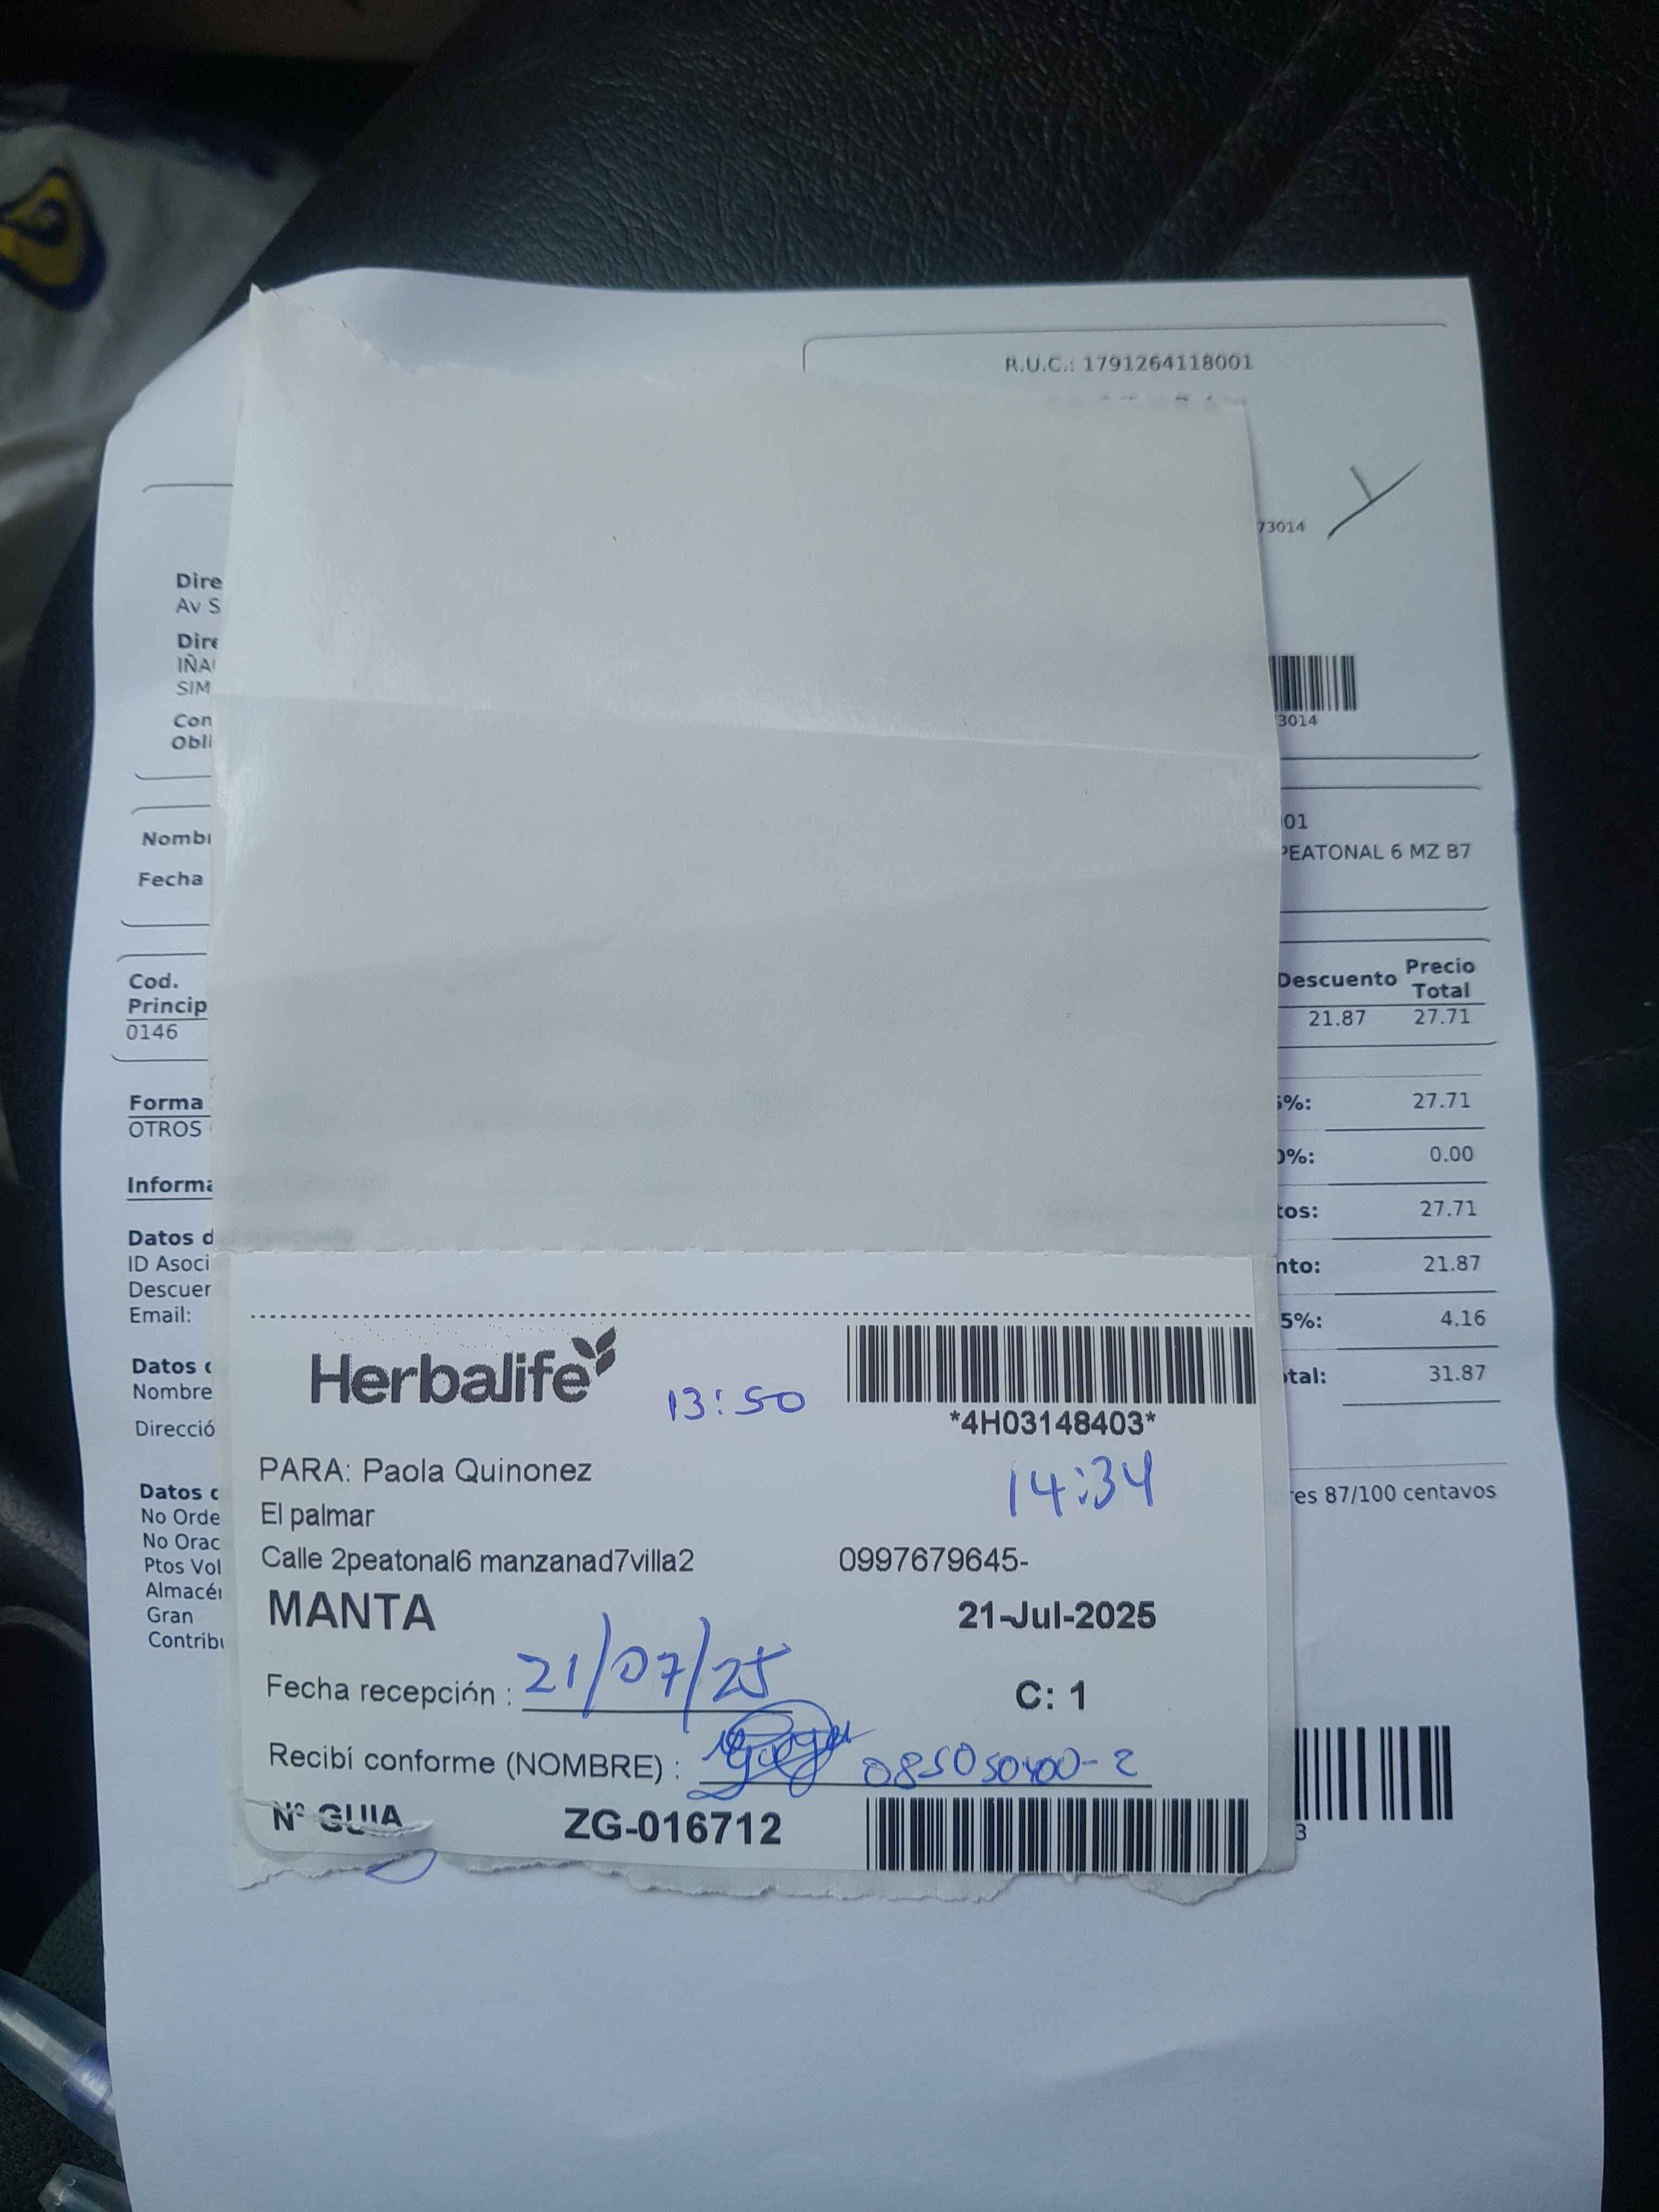 R.U.C.: 1791264118001
73014
Dire
Av S
Dire
IÑA
SIM
3014
Con
Obli
01
Nomb
PEATONAL 6 MZ B7
Fecha
Cod.
Princip
Descuento
Precio
Total
0146
21.87
27.71
Forma
OTROS
5%: 27.71
0%: 0.00
Informa
tos: 27.71
Datos d
ID Asoci
Descuer
Email:
nto: 21.87
5%: 4.16
Datos
Nombre
Direcció
tal: 31.87
Datos
No Orde
No Orac
Ptos Vol
Almacé
Gran
Contrib
res 87/100 centavos
3
Herbalife
13:50
*4H03148403*
PARA: Paola Quinonez
14:34
El palmar
Calle 2peatonal6 manzanad7villa2 0997679645-
MANTA 21-Jul-2025
Fecha recepción : 21/07/25 C: 1
Recibí conforme (NOMBRE) :
Nº GUIA ZG-016712